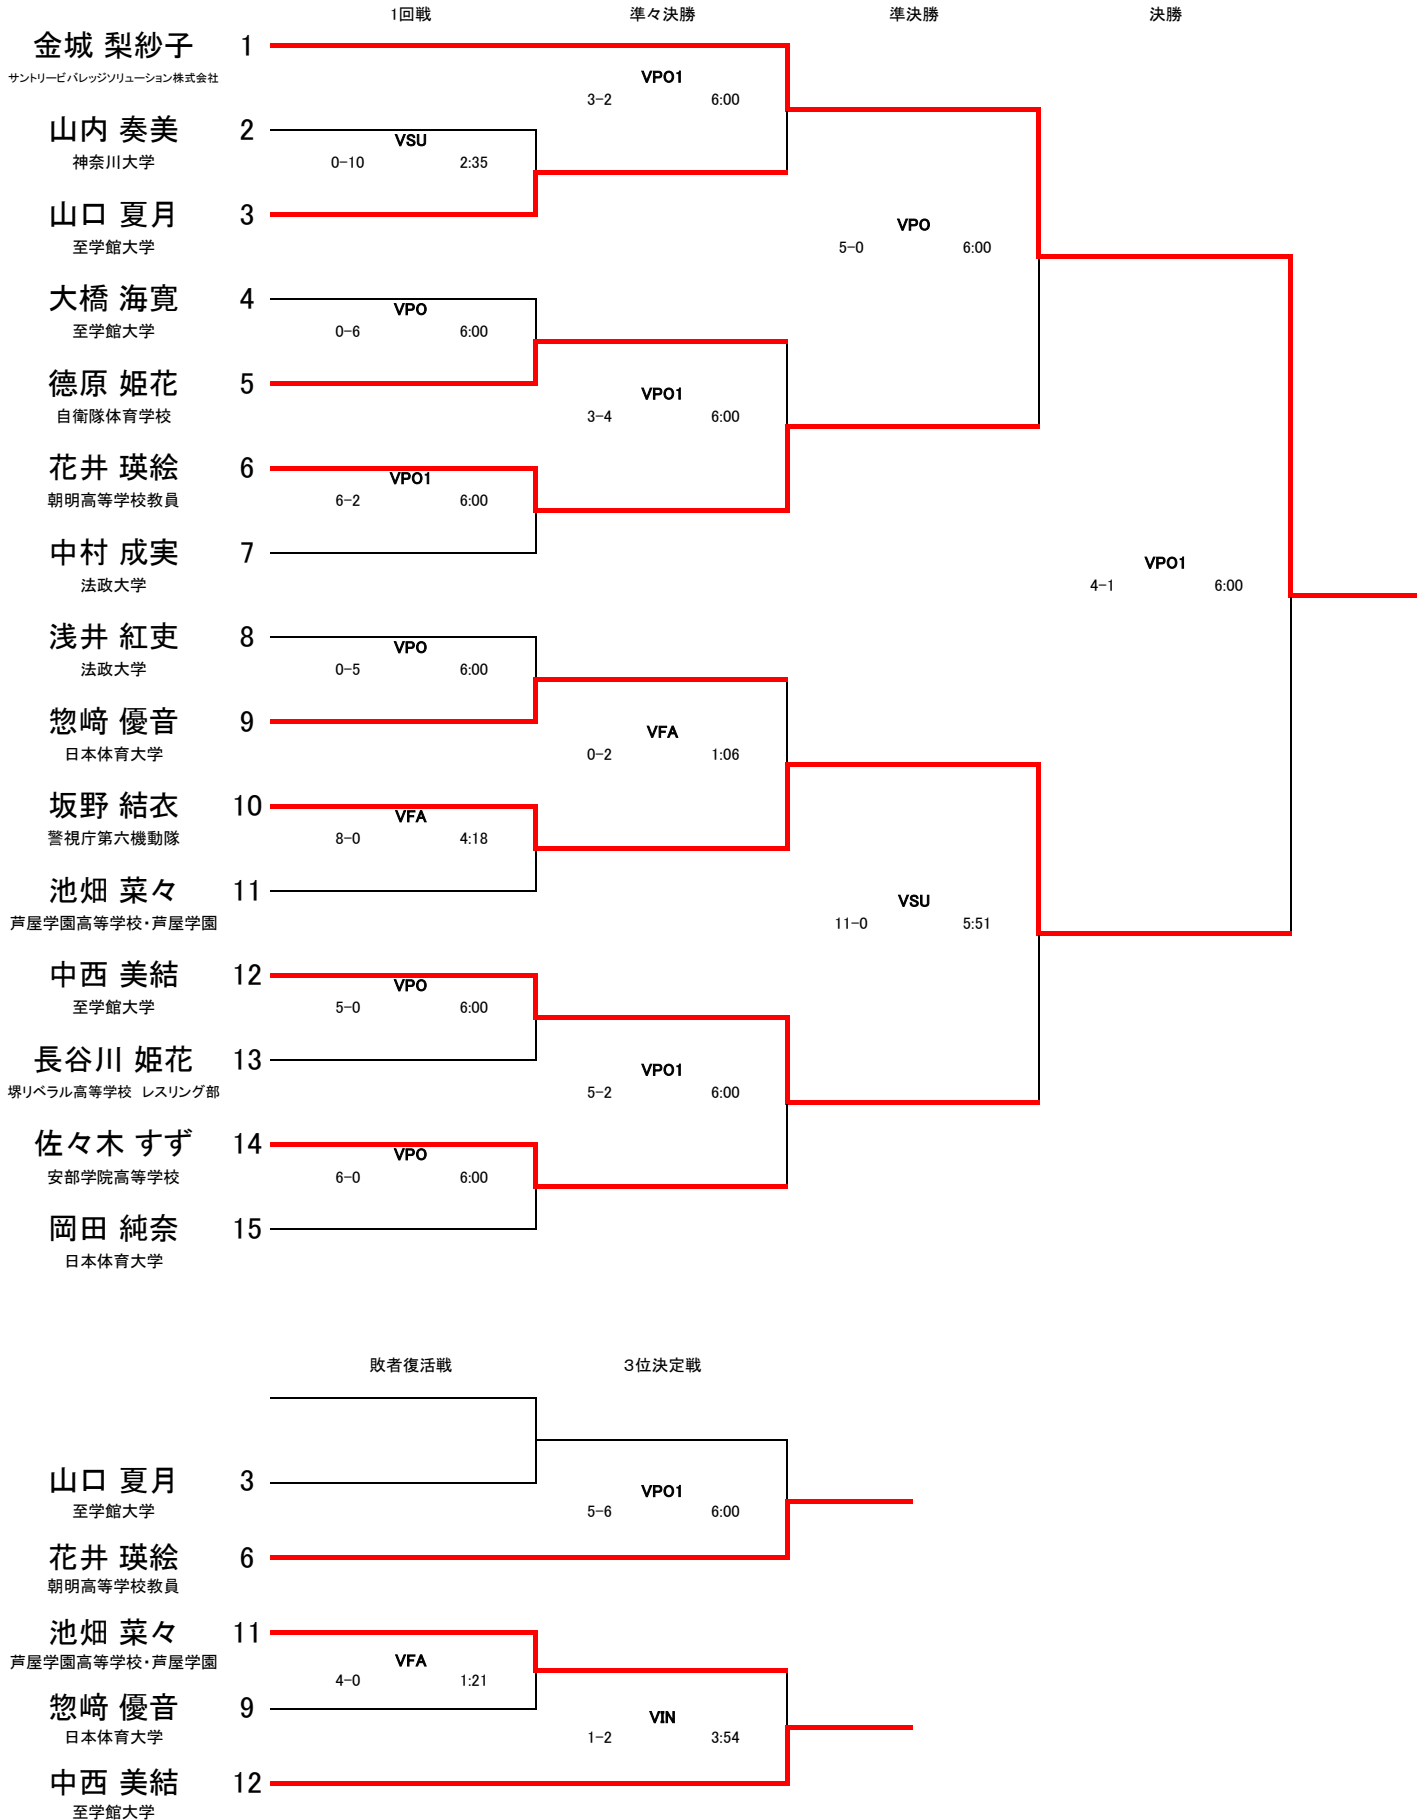 1回戦 準々決勝 準決勝 決勝
金城 梨紗子 1
サントリービバレッジソリューション株式会社
VPO1
3-2 6:00
山内 奏美 2
神奈川大学
VSU
0-10 2:35
山口 夏月 3
至学館大学
VPO
5-0 6:00
大橋 海寛 4
至学館大学
VPO
0-6 6:00
德原 姫花 5
自衛隊体育学校
VPO1
3-4 6:00
花井 瑛絵 6
朝明高等学校教員
VPO1
6-2 6:00
中村 成実 7
法政大学
VPO1
4-1 6:00
浅井 紅吏 8
法政大学
VPO
0-5 6:00
惣﨑 優音 9
日本体育大学
VFA
0-2 1:06
坂野 結衣 10
警視庁第六機動隊
VFA
8-0 4:18
池畑 菜々 11
芦屋学園高等学校・芦屋学園
VSU
11-0 5:51
中西 美結 12
至学館大学
VPO
5-0 6:00
長谷川 姫花 13
堺リベラル高等学校 レスリング部
VPO1
5-2 6:00
佐々木 すず 14
安部学院高等学校
VPO
6-0 6:00
岡田 純奈 15
日本体育大学
敗者復活戦 3位決定戦
山口 夏月 3
至学館大学
VPO1
5-6 6:00
花井 瑛絵 6
朝明高等学校教員
池畑 菜々 11
芦屋学園高等学校・芦屋学園
VFA
4-0 1:21
惣﨑 優音 9
日本体育大学
VIN
1-2 3:54
中西 美結 12
至学館大学